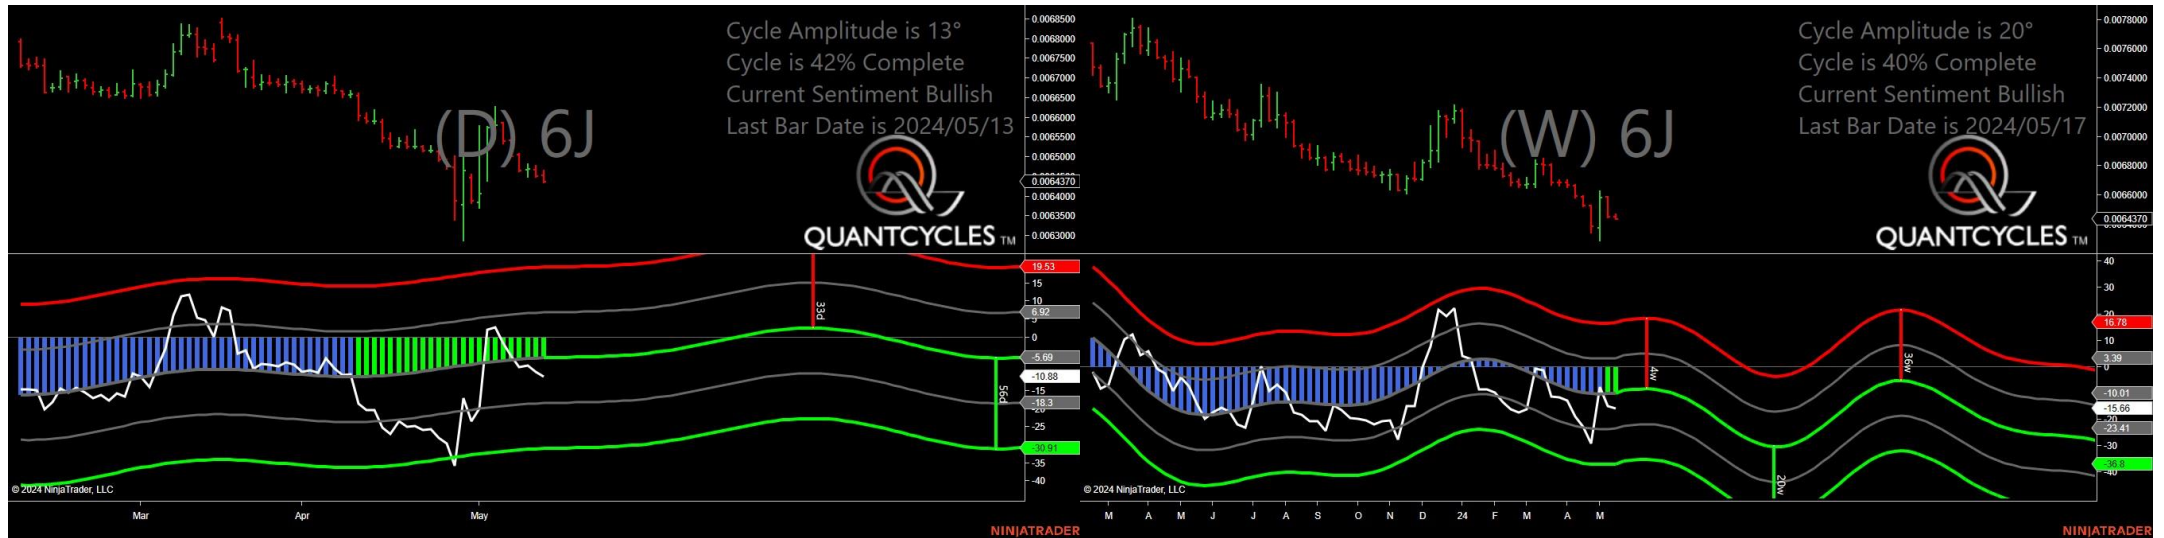 Cycle Amplitude is 13°
Cycle is 42% Complete
Current Sentiment Bullish
Last Bar Date is 2024/05/13
(D) 6J
QUANTCYCLES TM
0.0068500
0.0068000
0.0067500
0.0067000
0.0066500
0.0066000
0.0065500
0.0065000
0.0064370
0.0064000
0.0063500
0.0063000
19.53
15
10
6.92
5
0
-5.69
-10.88
-15
-18.3
-20
-25
-30.91
-35
-40
33d
56d
© 2024 NinjaTrader, LLC
Mar
Apr
May
NINJATRADER
Cycle Amplitude is 20°
Cycle is 40% Complete
Current Sentiment Bullish
Last Bar Date is 2024/05/17
(W) 6J
QUANTCYCLES TM
0.0078000
0.0076000
0.0074000
0.0072000
0.0070000
0.0068000
0.0066000
0.0064370
40
30
20
16.78
10
3.39
0
-10.01
-15.66
-20
-23.41
-30
-36.8
-40
4w
20w
36w
© 2024 NinjaTrader, LLC
M A M J J A S O N D 24 F M A M
NINJATRADER